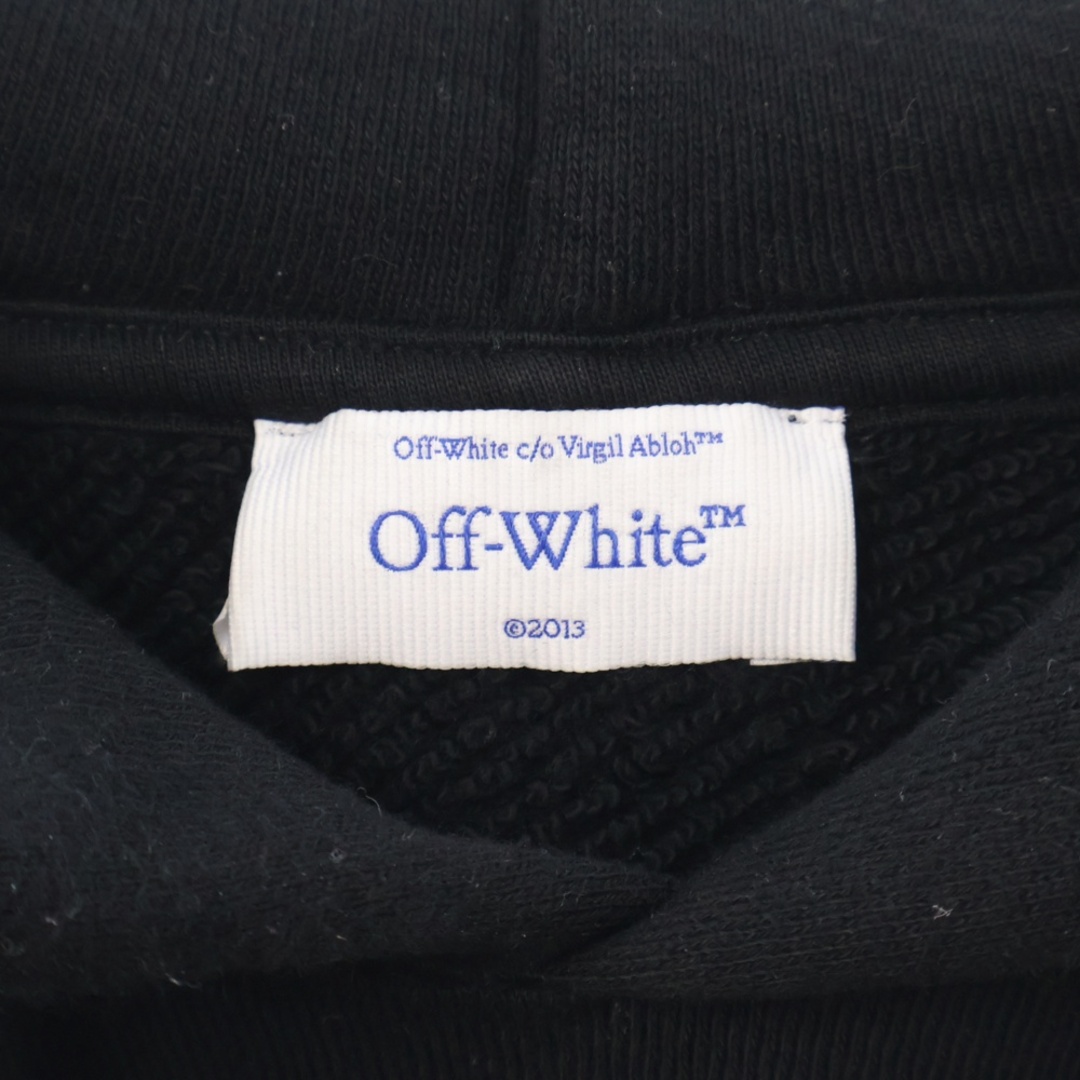 Off-White c/o Virgil Abloh™
Off-White™
©2013